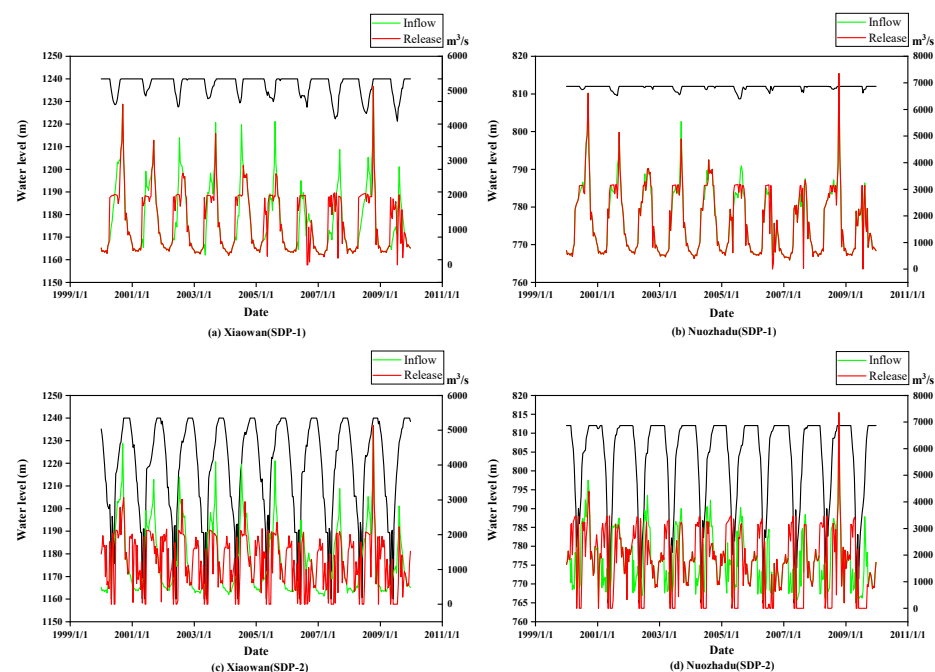 Inflow
Release
m³/s
1250
1240
1230
1220
1210
1200
1190
1180
1170
1160
1150
Water level (m)
6000
5000
4000
3000
2000
1000
0
1999/1/1 2001/1/1 2003/1/1 2005/1/1 2007/1/1 2009/1/1 2011/1/1
Date
(a) Xiaowan(SDP-1)
Inflow
Release
m³/s
820
810
800
790
780
770
760
Water level (m)
8000
7000
6000
5000
4000
3000
2000
1000
0
1999/1/1 2001/1/1 2003/1/1 2005/1/1 2007/1/1 2009/1/1 2011/1/1
Date
(b) Nuozhadu(SDP-1)
Inflow
Release
m³/s
1250
1240
1230
1220
1210
1200
1190
1180
1170
1160
1150
Water level (m)
6000
5000
4000
3000
2000
1000
0
1999/1/1 2001/1/1 2003/1/1 2005/1/1 2007/1/1 2009/1/1 2011/1/1
Date
(c) Xiaowan(SDP-2)
Inflow
Release
m³/s
820
815
810
805
800
795
790
785
780
775
770
765
760
Water level (m)
8000
7000
6000
5000
4000
3000
2000
1000
0
1999/1/1 2001/1/1 2003/1/1 2005/1/1 2007/1/1 2009/1/1 2011/1/1
Date
(d) Nuozhadu(SDP-2)